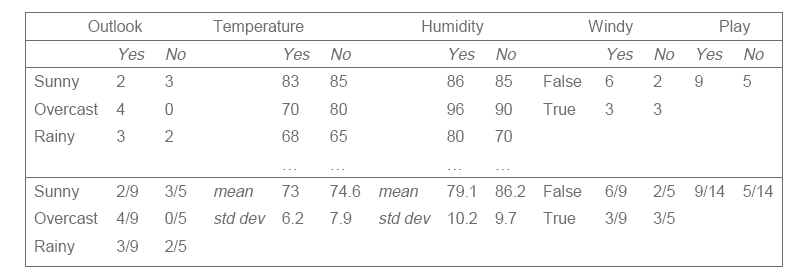 Outlook Temperature Humidity Windy Play
Yes No Yes No Yes No Yes No Yes No
Sunny 2 3 83 85 86 85 False 6 2 9 5
Overcast 4 0 70 80 96 90 True 3 3
Rainy 3 2 68 65 80 70
… … … …
Sunny 2/9 3/5 mean 73 74.6 mean 79.1 86.2 False 6/9 2/5 9/14 5/14
Overcast 4/9 0/5 std dev 6.2 7.9 std dev 10.2 9.7 True 3/9 3/5
Rainy 3/9 2/5